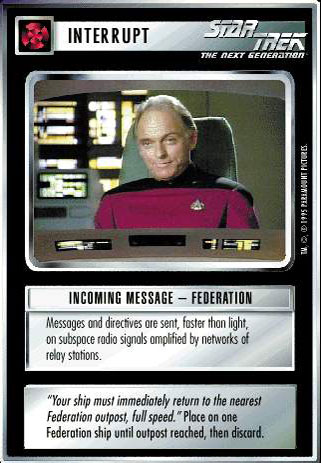 INTERRUPT
STAR TREK
THE NEXT GENERATION
TM, ©, ® 1995 PARAMOUNT PICTURES.
INCOMING MESSAGE – FEDERATION
Messages and directives are sent, faster than light,
on subspace radio signals amplified by networks of
relay stations.
“Your ship must immediately return to the nearest
Federation outpost, full speed.” Place on one
Federation ship until outpost reached, then discard.